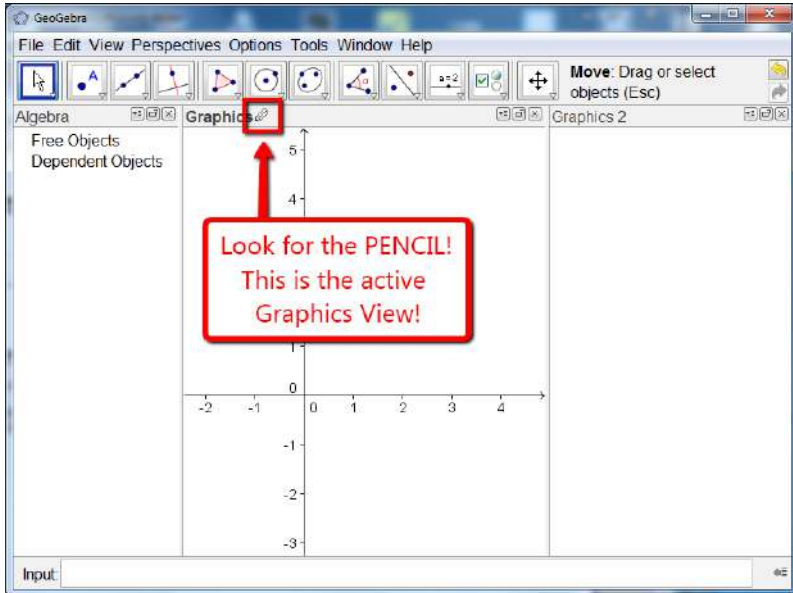 GeoGebra
File Edit View Perspectives Options Tools Window Help
A
a=2
Move: Drag or select
objects (Esc)
Algebra
Graphics
Graphics 2
Free Objects
Dependent Objects
5
4
Look for the PENCIL!
This is the active
Graphics View!
1
0
-2 -1 0 1 2 3 4
-1
-2
-3
Input: